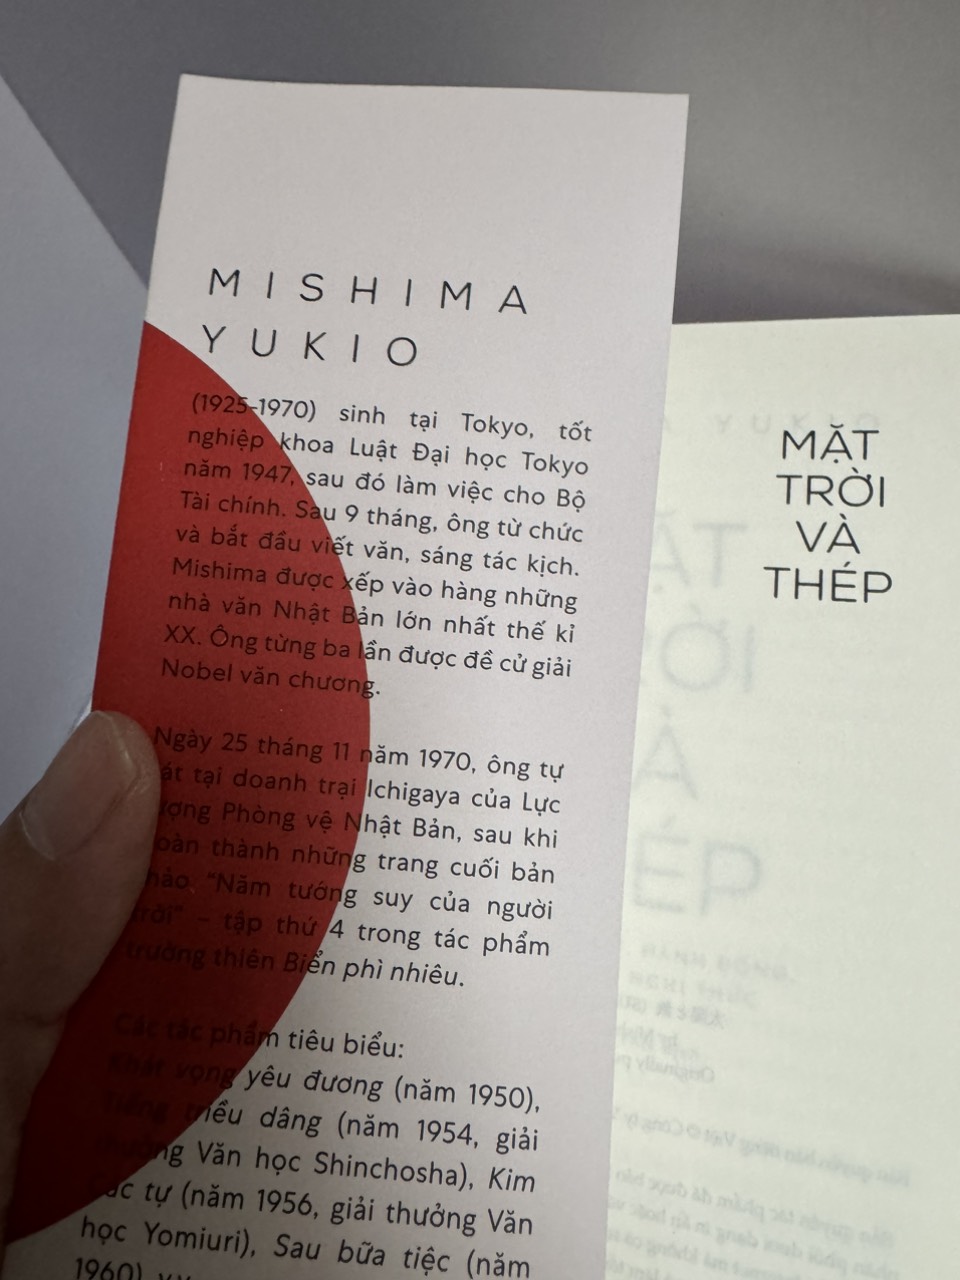 MISHIMA
YUKIO
(1925-1970) sinh tại Tokyo, tốt
nghiệp khoa Luật Đại học Tokyo
năm 1947, sau đó làm việc cho Bộ
Tài chính. Sau 9 tháng, ông từ chức
và bắt đầu viết văn, sáng tác kịch.
Mishima được xếp vào hàng những
nhà văn Nhật Bản lớn nhất thế kỉ
XX. Ông từng ba lần được đề cử giải
Nobel văn chương.
Ngày 25 tháng 11 năm 1970, ông tự
tại doanh trại Ichigaya của Lực
Phòng vệ Nhật Bản, sau khi
thành những trang cuối bản
"Năm tướng suy của người
trời" – tập thứ 4 trong tác phẩm
trường thiên Biển phì nhiêu.
Các tác phẩm tiêu biểu:
Khát vọng yêu đương (năm 1950),
Tiếng triều dâng (năm 1954, giải
thưởng Văn học Shinchosha), Kim
tự (năm 1956, giải thưởng Văn
học Yomiuri), Sau bữa tiệc (năm
1960)
MẶT
TRỜI
VÀ
THÉP